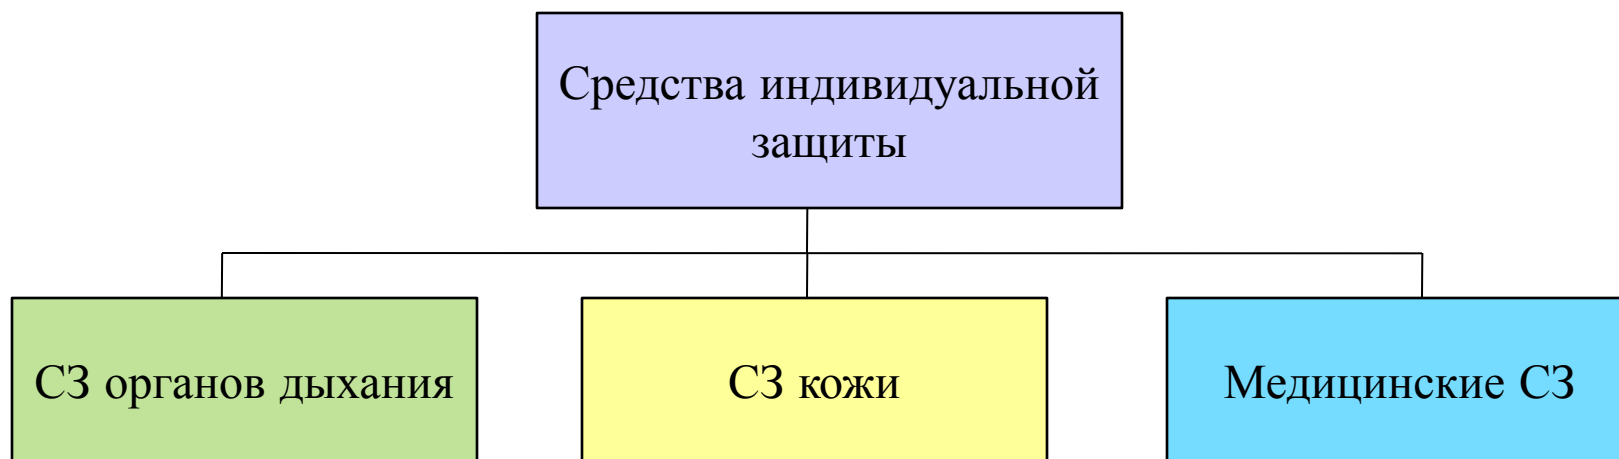 Средства индивидуальной
защиты
СЗ органов дыхания
СЗ кожи
Медицинские СЗ